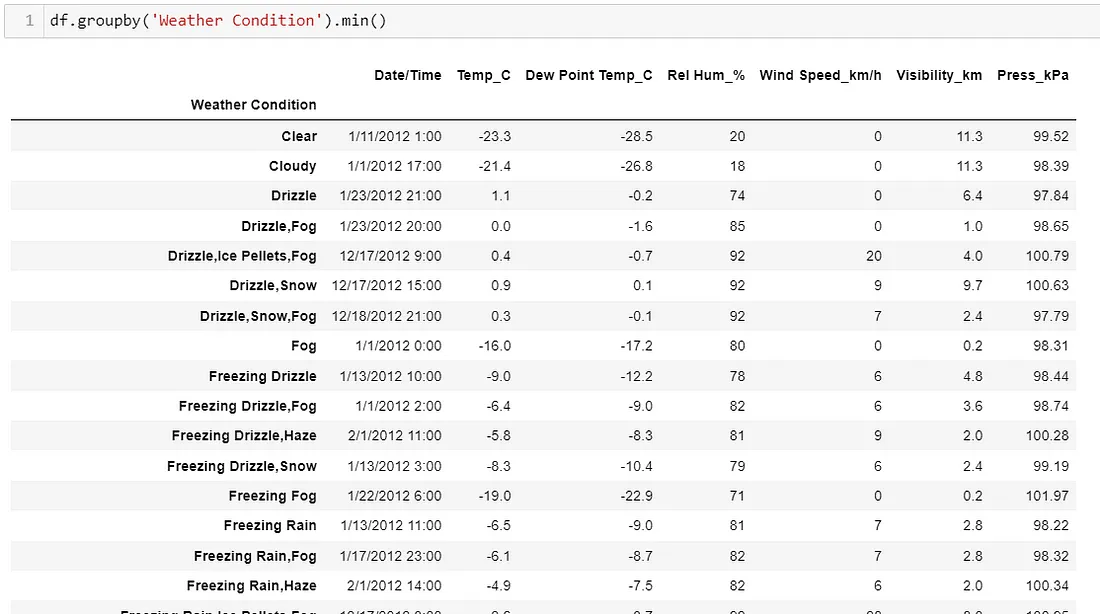 1 df.groupby('Weather Condition').min()
Date/Time Temp_C Dew Point Temp_C Rel Hum_% Wind Speed_km/h Visibility_km Press_kPa
Weather Condition
Clear 1/11/2012 1:00 -23.3 -28.5 20 0 11.3 99.52
Cloudy 1/1/2012 17:00 -21.4 -26.8 18 0 11.3 98.39
Drizzle 1/23/2012 21:00 1.1 -0.2 74 0 6.4 97.84
Drizzle,Fog 1/23/2012 20:00 0.0 -1.6 85 0 1.0 98.65
Drizzle,Ice Pellets,Fog 12/17/2012 9:00 0.4 -0.7 92 20 4.0 100.79
Drizzle,Snow 12/17/2012 15:00 0.9 0.1 92 9 9.7 100.63
Drizzle,Snow,Fog 12/18/2012 21:00 0.3 -0.1 92 7 2.4 97.79
Fog 1/1/2012 0:00 -16.0 -17.2 80 0 0.2 98.31
Freezing Drizzle 1/13/2012 10:00 -9.0 -12.2 78 6 4.8 98.44
Freezing Drizzle,Fog 1/1/2012 2:00 -6.4 -9.0 82 6 3.6 98.74
Freezing Drizzle,Haze 2/1/2012 11:00 -5.8 -8.3 81 9 2.0 100.28
Freezing Drizzle,Snow 1/13/2012 3:00 -8.3 -10.4 79 6 2.4 99.19
Freezing Fog 1/22/2012 6:00 -19.0 -22.9 71 0 0.2 101.97
Freezing Rain 1/13/2012 11:00 -6.5 -9.0 81 7 2.8 98.22
Freezing Rain,Fog 1/17/2012 23:00 -6.1 -8.7 82 7 2.8 98.32
Freezing Rain,Haze 2/1/2012 14:00 -4.9 -7.5 82 6 2.0 100.34